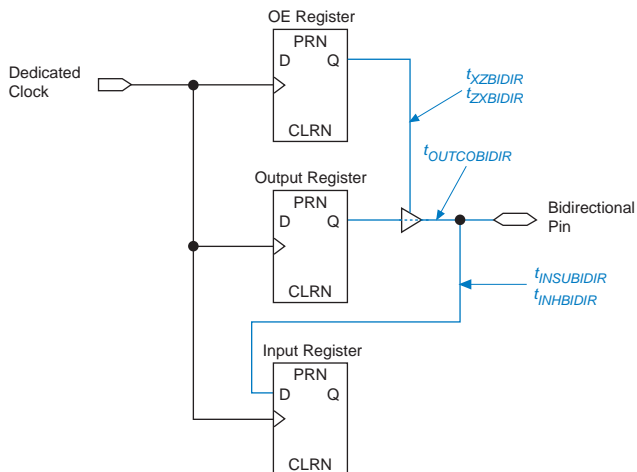 OE Register
PRN
D Q
CLRN
Dedicated
Clock
tXZBIDIR
tZXBIDIR
tOUTCOBIDIR
Output Register
PRN
D Q
CLRN
Bidirectional
Pin
tINSUBIDIR
tINHBIDIR
Input Register
PRN
D Q
CLRN